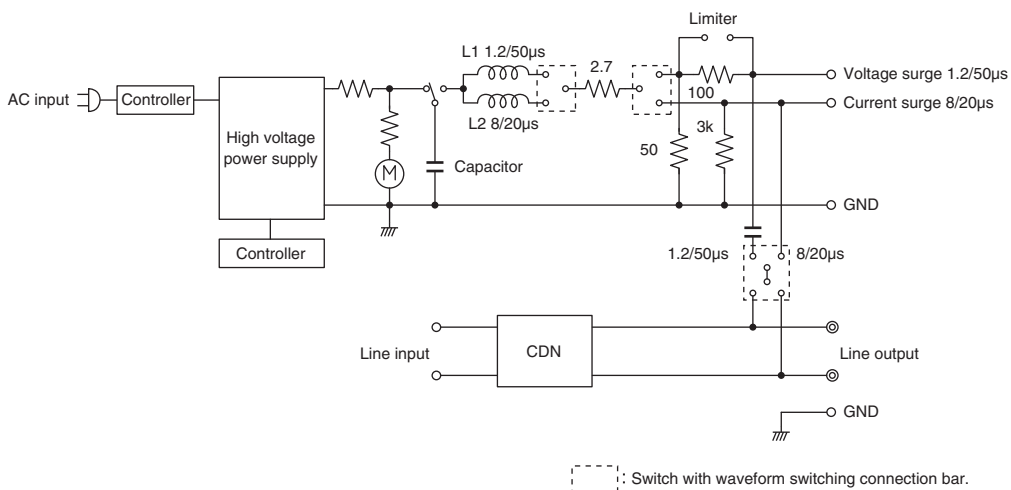 Limiter
L1 1.2/50μs
2.7
Voltage surge 1.2/50μs
AC input
Controller
100
Current surge 8/20μs
L2 8/20μs
3k
High voltage
power supply
50
Capacitor
M
GND
Controller
1.2/50μs
8/20μs
Line input
CDN
Line output
GND
: Switch with waveform switching connection bar.